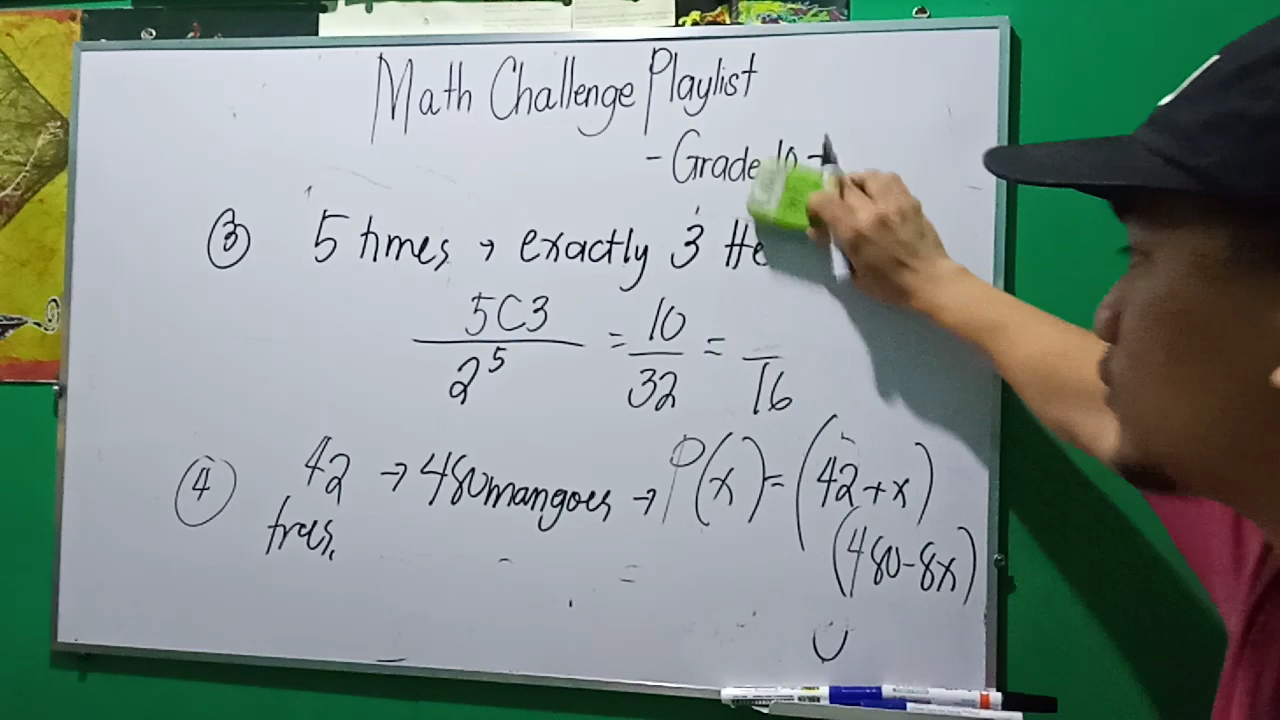 Math Challenge Playlist
- Grade 10 -
③ 5 times → exactly 3 He
5C3 / 2^5 = 10 / 32 = / 16
④ 42 trees → 480 mangoes → P(x) = (42+x)
(480-8x)